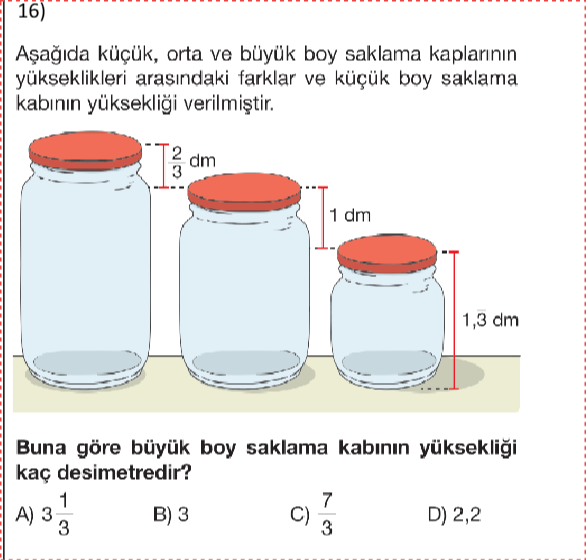 16)
Aşağıda küçük, orta ve büyük boy saklama kaplarının
yükseklikleri arasındaki farklar ve küçük boy saklama
kabının yüksekliği verilmiştir.
2/3 dm
1 dm
1,3̅ dm
Buna göre büyük boy saklama kabının yüksekliği
kaç desimetredir?
A) 3 1/3 B) 3 C) 7/3 D) 2,2